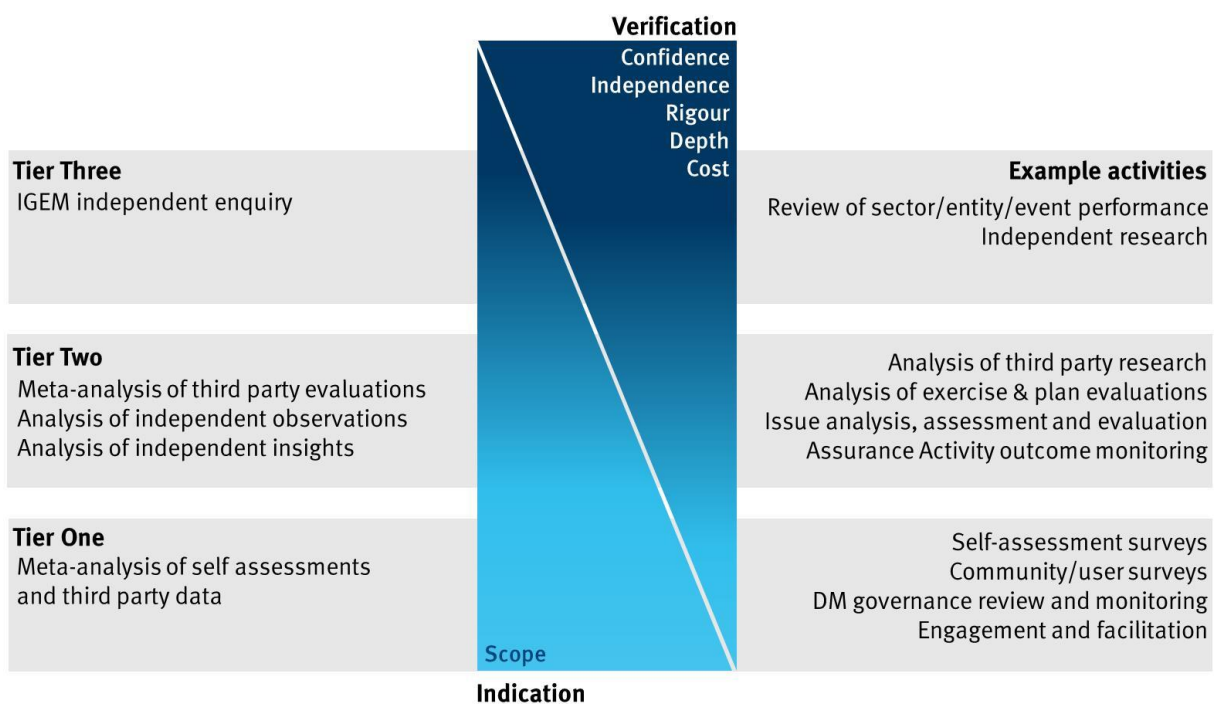 Verification
Confidence
Independence
Rigour
Depth
Cost
Tier Three
IGEM independent enquiry
Example activities
Review of sector/entity/event performance
Independent research
Tier Two
Meta-analysis of third party evaluations
Analysis of independent observations
Analysis of independent insights
Analysis of third party research
Analysis of exercise & plan evaluations
Issue analysis, assessment and evaluation
Assurance Activity outcome monitoring
Tier One
Meta-analysis of self assessments
and third party data
Self-assessment surveys
Community/user surveys
DM governance review and monitoring
Engagement and facilitation
Scope
Indication